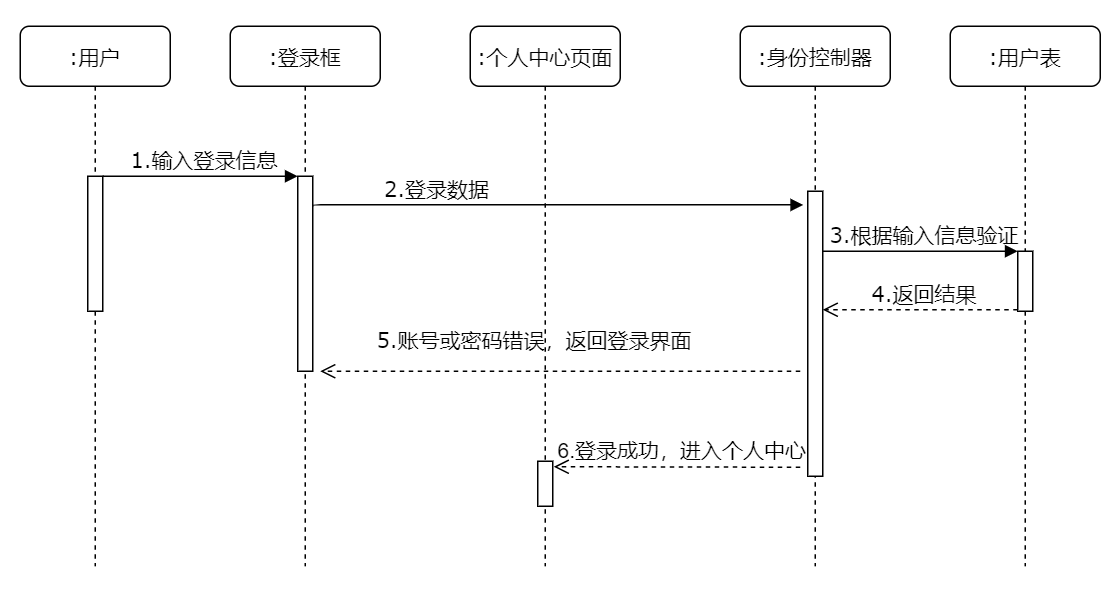 :用户
:登录框
:个人中心页面
:身份控制器
:用户表
1.输入登录信息
2.登录数据
3.根据输入信息验证
4.返回结果
5.账号或密码错误，返回登录界面
6.登录成功，进入个人中心